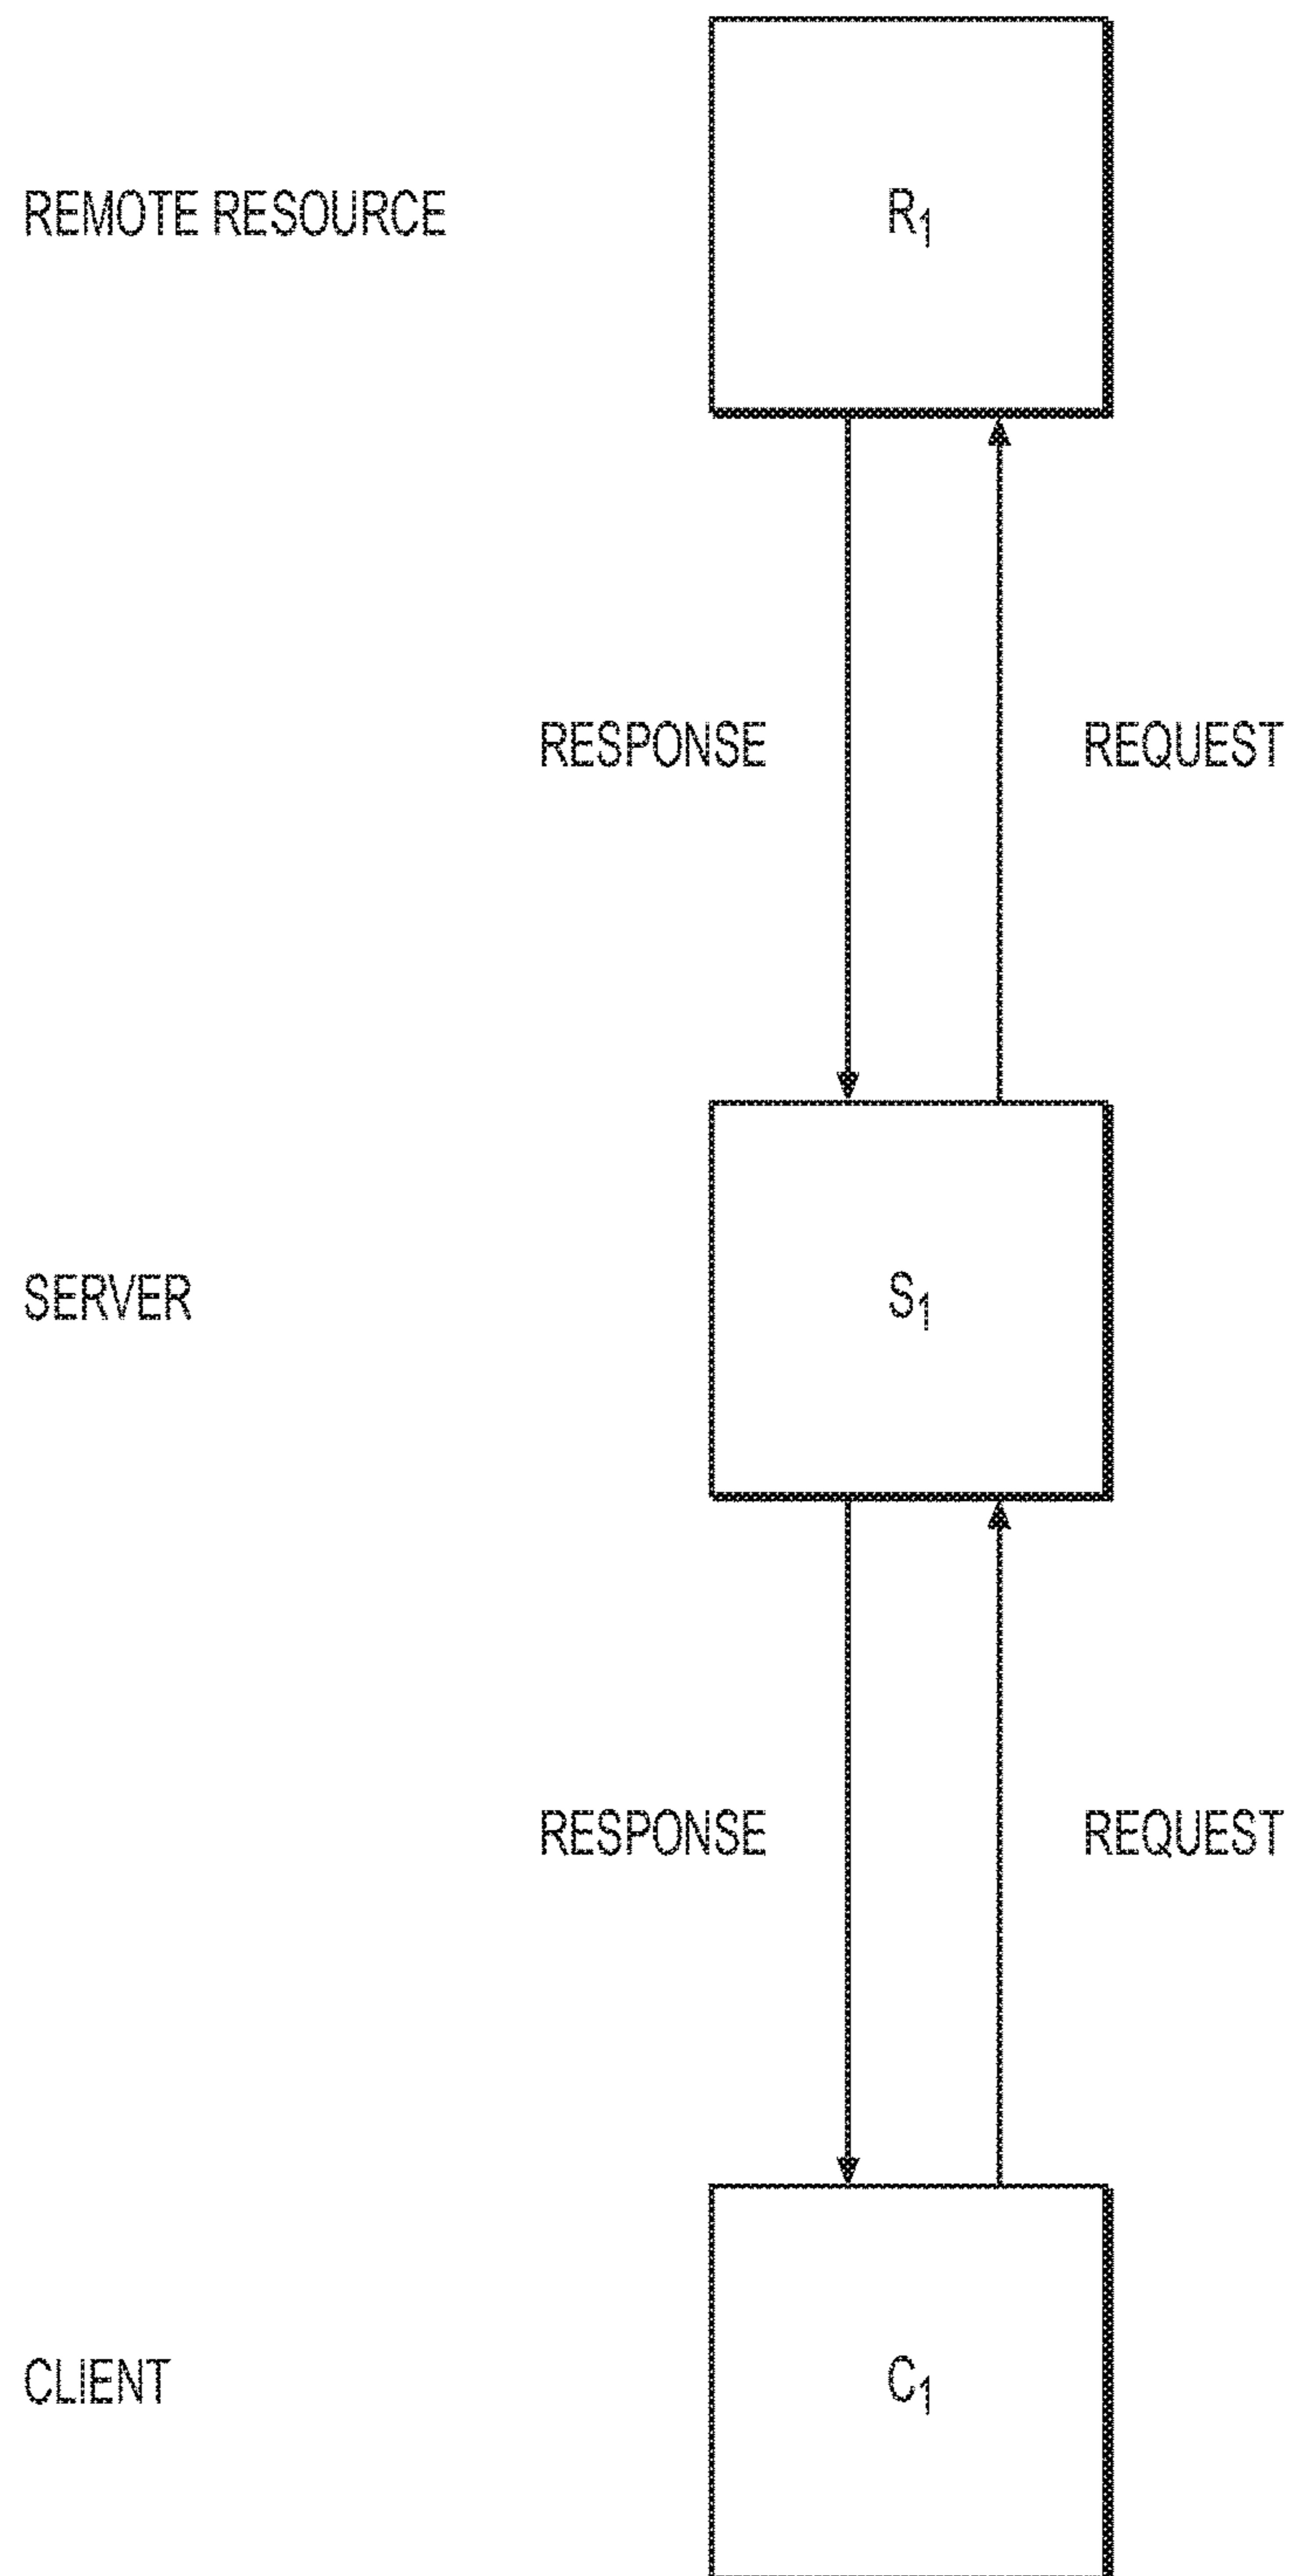 REMOTE RESOURCE
R1
RESPONSE
REQUEST
SERVER
S1
RESPONSE
REQUEST
CLIENT
C1